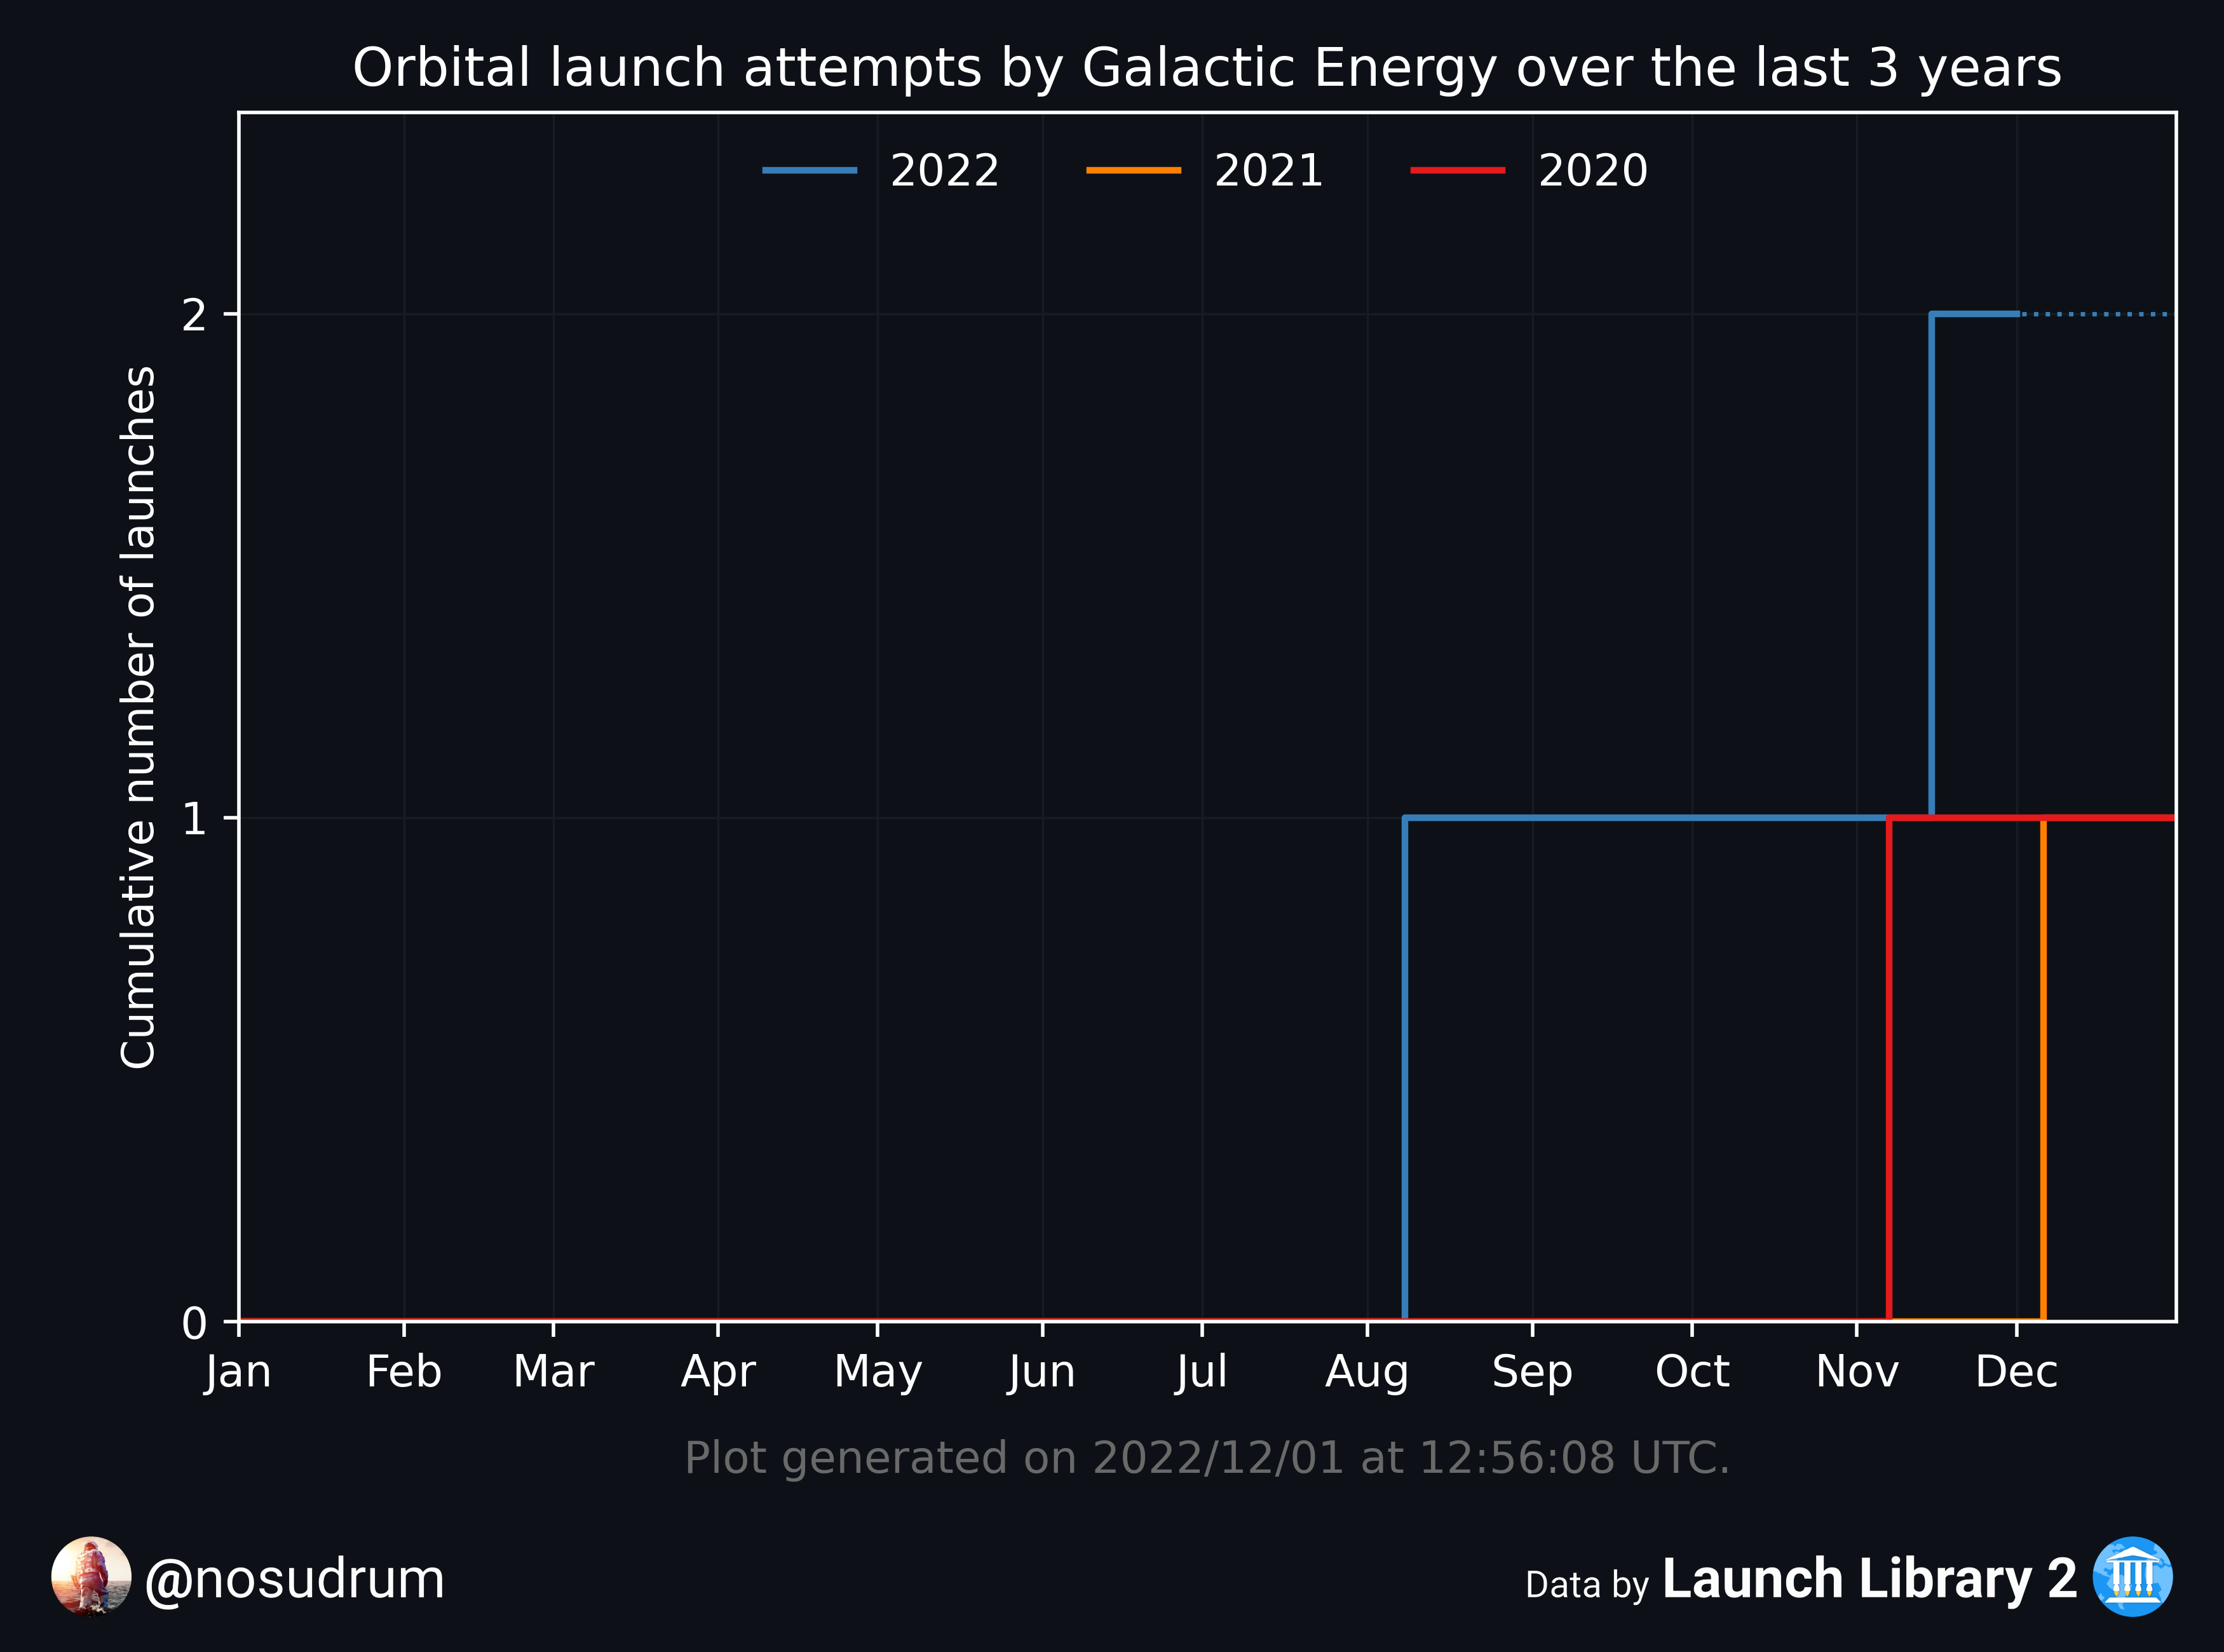 Orbital launch attempts by Galactic Energy over the last 3 years
2022 2021 2020
Cumulative number of launches
2
1
0
Jan Feb Mar Apr May Jun Jul Aug Sep Oct Nov Dec
Plot generated on 2022/12/01 at 12:56:08 UTC.
@nosudrum
Data by Launch Library 2